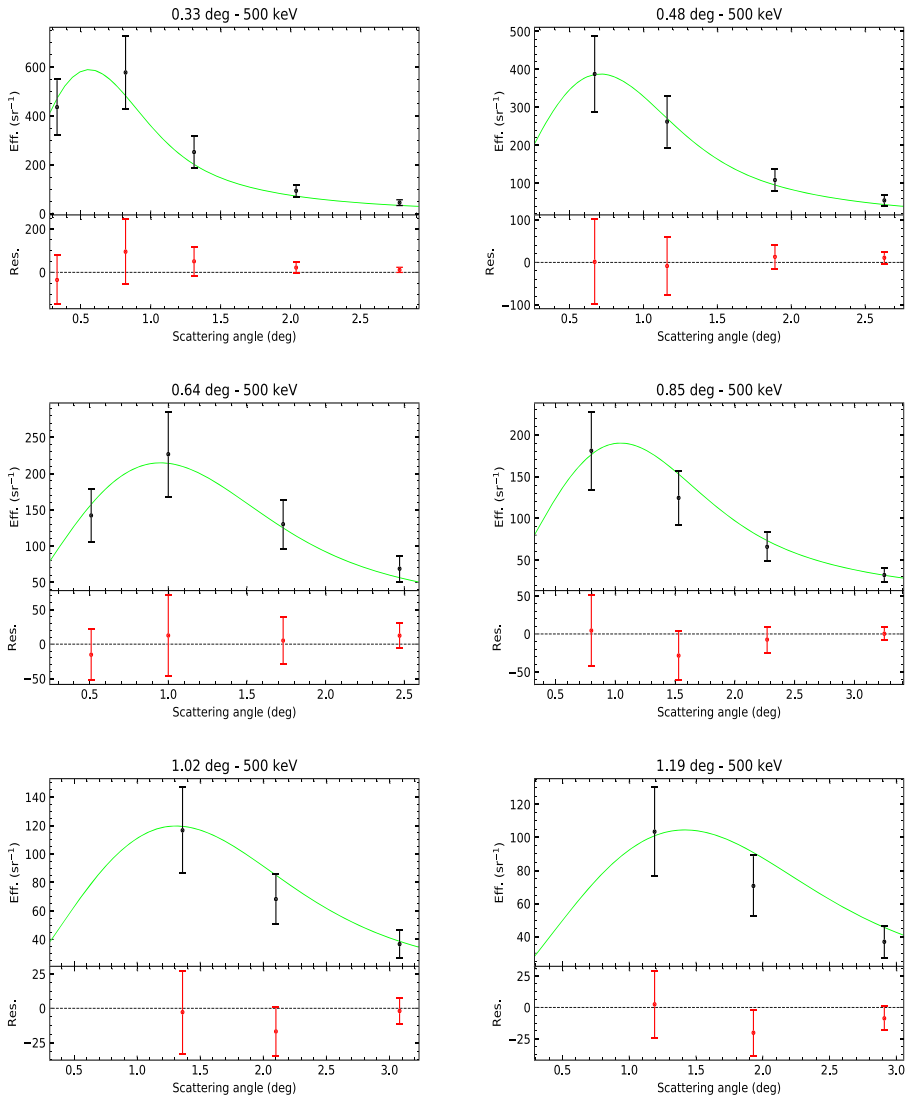 0.33 deg - 500 keV
Eff. (sr⁻¹)
600
400
200
0
Res.
200
0
0.5 1.0 1.5 2.0 2.5
Scattering angle (deg)
0.48 deg - 500 keV
Eff. (sr⁻¹)
500
400
300
200
100
Res.
100
0
−100
0.5 1.0 1.5 2.0 2.5
Scattering angle (deg)
0.64 deg - 500 keV
Eff. (sr⁻¹)
250
200
150
100
50
Res.
50
0
−50
0.5 1.0 1.5 2.0 2.5
Scattering angle (deg)
0.85 deg - 500 keV
Eff. (sr⁻¹)
200
150
100
50
Res.
50
0
−50
0.5 1.0 1.5 2.0 2.5 3.0
Scattering angle (deg)
1.02 deg - 500 keV
Eff. (sr⁻¹)
140
120
100
80
60
40
Res.
25
0
−25
0.5 1.0 1.5 2.0 2.5 3.0
Scattering angle (deg)
1.19 deg - 500 keV
Eff. (sr⁻¹)
120
100
80
60
40
Res.
25
0
−25
0.5 1.0 1.5 2.0 2.5 3.0
Scattering angle (deg)